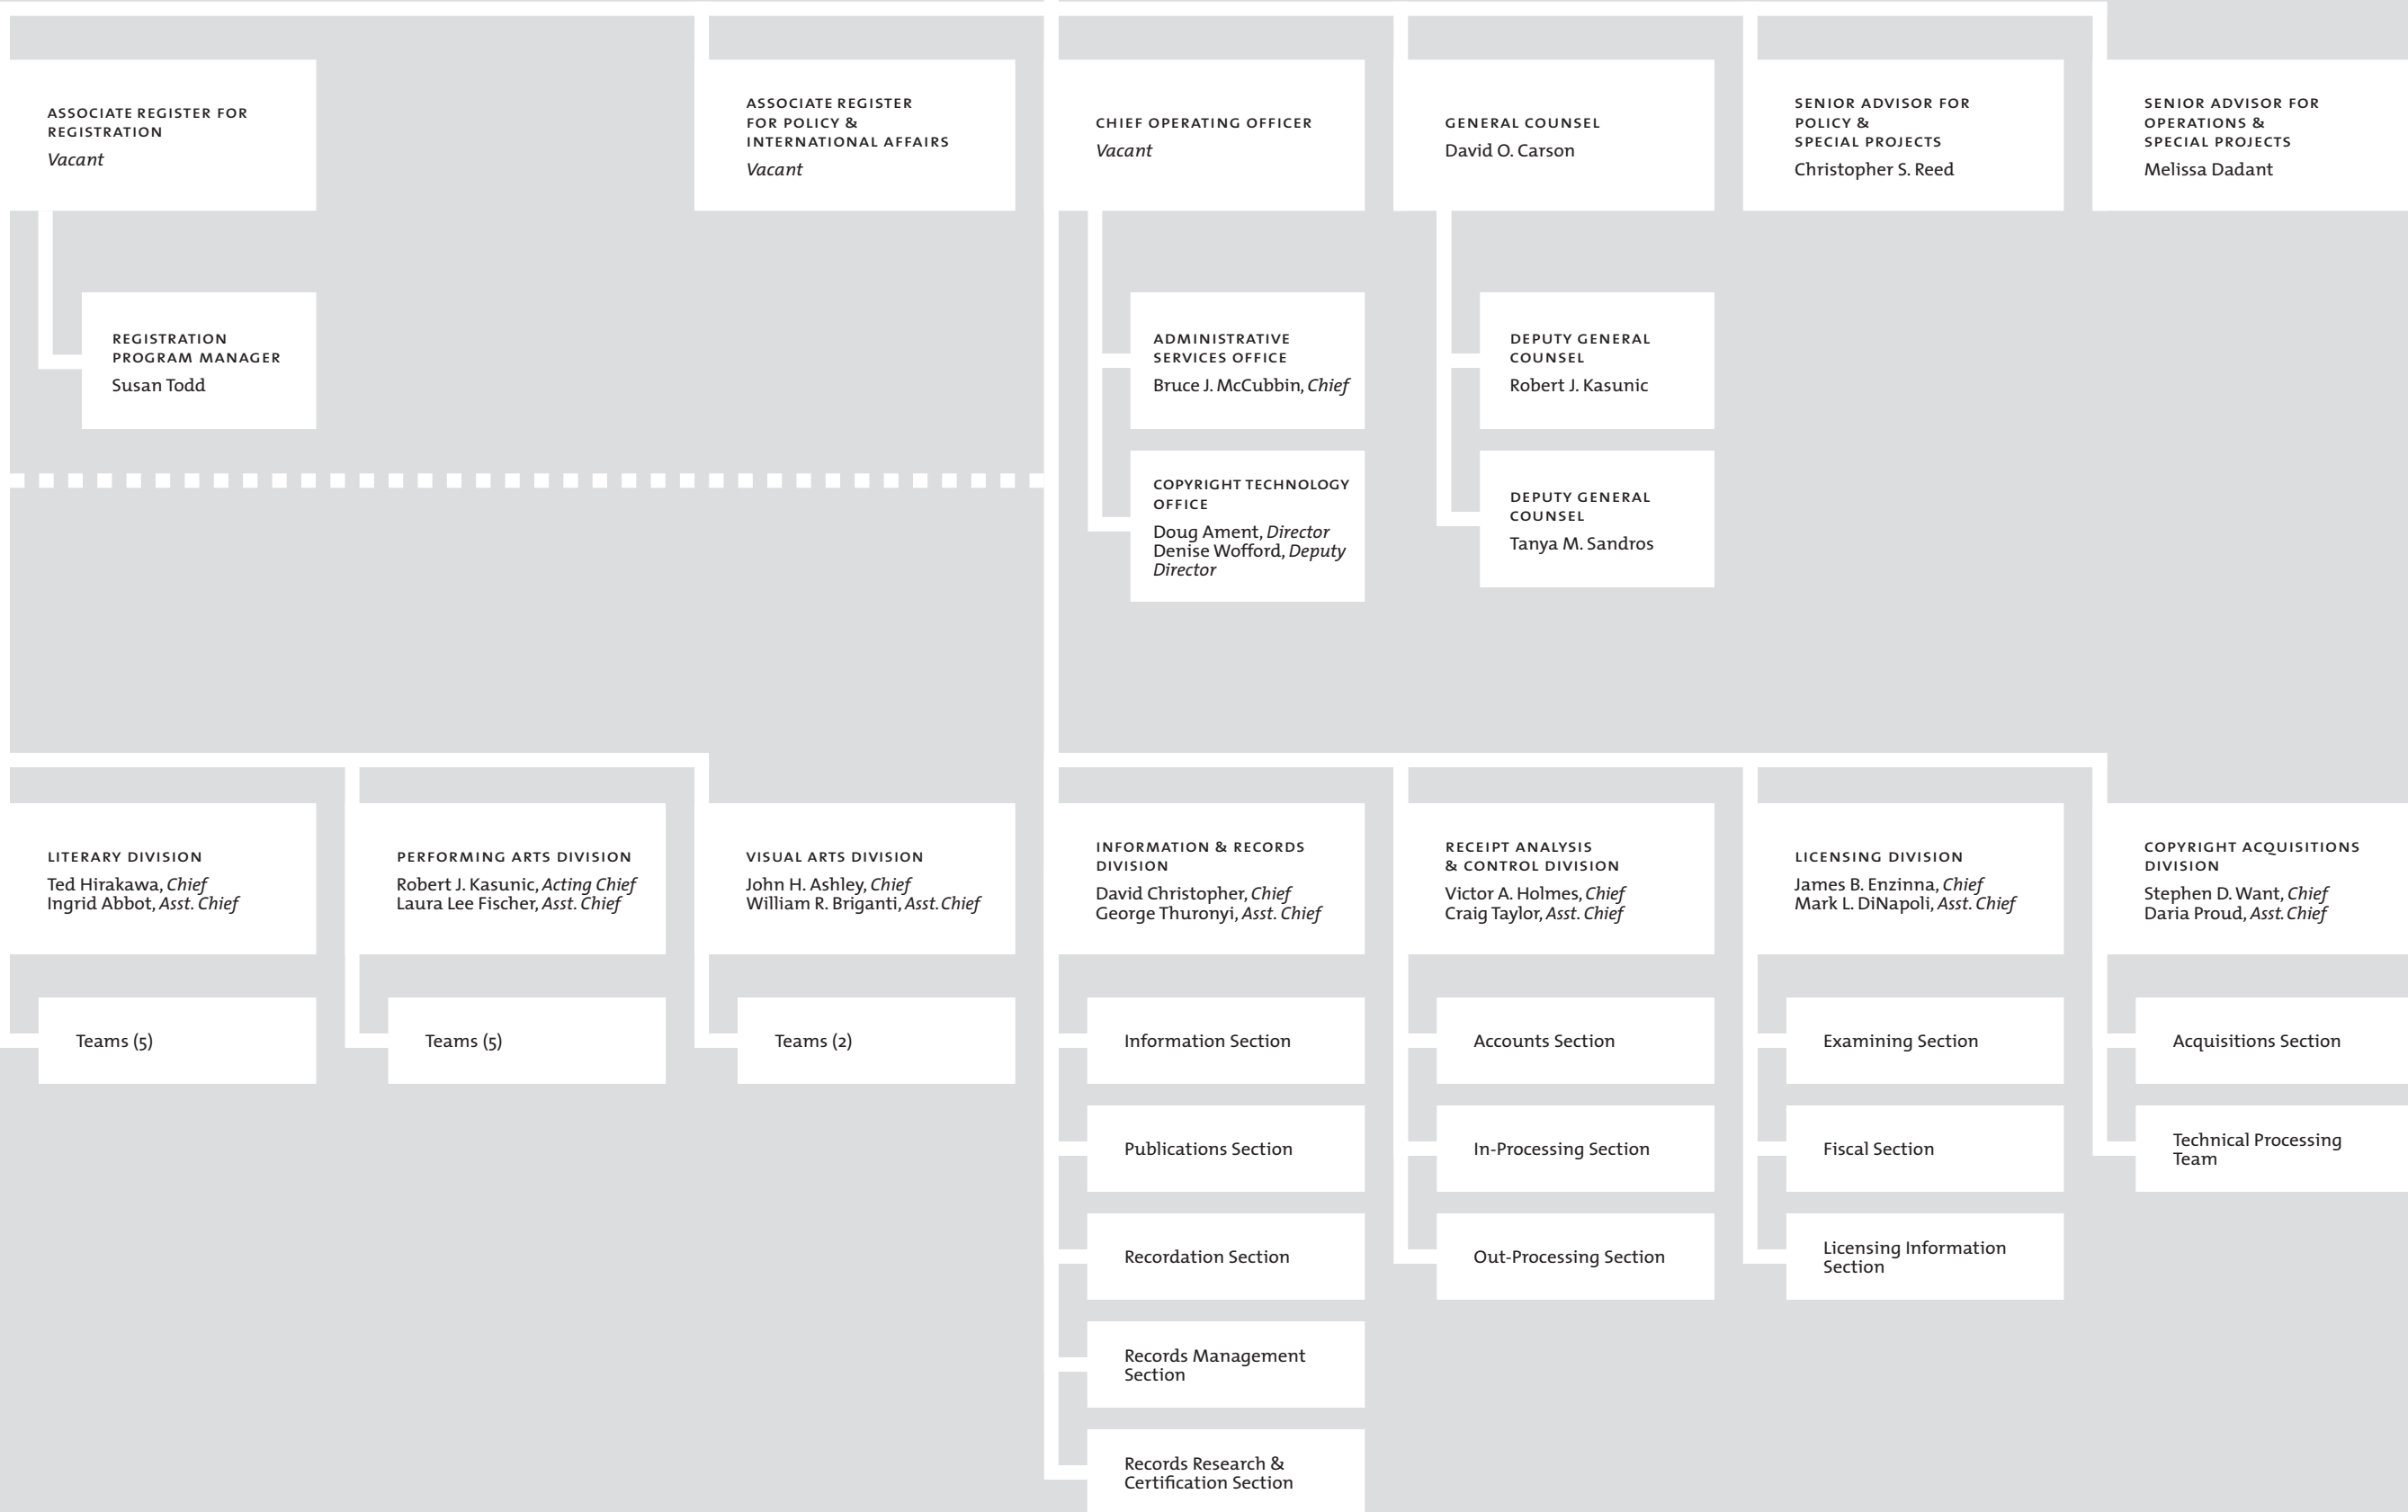 ASSOCIATE REGISTER FOR
REGISTRATION
Vacant
ASSOCIATE REGISTER
FOR POLICY &
INTERNATIONAL AFFAIRS
Vacant
CHIEF OPERATING OFFICER
Vacant
GENERAL COUNSEL
David O. Carson
SENIOR ADVISOR FOR
POLICY &
SPECIAL PROJECTS
Christopher S. Reed
SENIOR ADVISOR FOR
OPERATIONS &
SPECIAL PROJECTS
Melissa Dadant
REGISTRATION
PROGRAM MANAGER
Susan Todd
ADMINISTRATIVE
SERVICES OFFICE
Bruce J. McCubbin, Chief
DEPUTY GENERAL
COUNSEL
Robert J. Kasunic
COPYRIGHT TECHNOLOGY
OFFICE
Doug Ament, Director
Denise Wofford, Deputy
Director
DEPUTY GENERAL
COUNSEL
Tanya M. Sandros
LITERARY DIVISION
Ted Hirakawa, Chief
Ingrid Abbot, Asst. Chief
PERFORMING ARTS DIVISION
Robert J. Kasunic, Acting Chief
Laura Lee Fischer, Asst. Chief
VISUAL ARTS DIVISION
John H. Ashley, Chief
William R. Briganti, Asst. Chief
INFORMATION & RECORDS
DIVISION
David Christopher, Chief
George Thuronyi, Asst. Chief
RECEIPT ANALYSIS
& CONTROL DIVISION
Victor A. Holmes, Chief
Craig Taylor, Asst. Chief
LICENSING DIVISION
James B. Enzinna, Chief
Mark L. DiNapoli, Asst. Chief
COPYRIGHT ACQUISITIONS
DIVISION
Stephen D. Want, Chief
Daria Proud, Asst. Chief
Teams (5)
Teams (5)
Teams (2)
Information Section
Accounts Section
Examining Section
Acquisitions Section
Publications Section
In-Processing Section
Fiscal Section
Technical Processing
Team
Recordation Section
Out-Processing Section
Licensing Information
Section
Records Management
Section
Records Research &
Certification Section